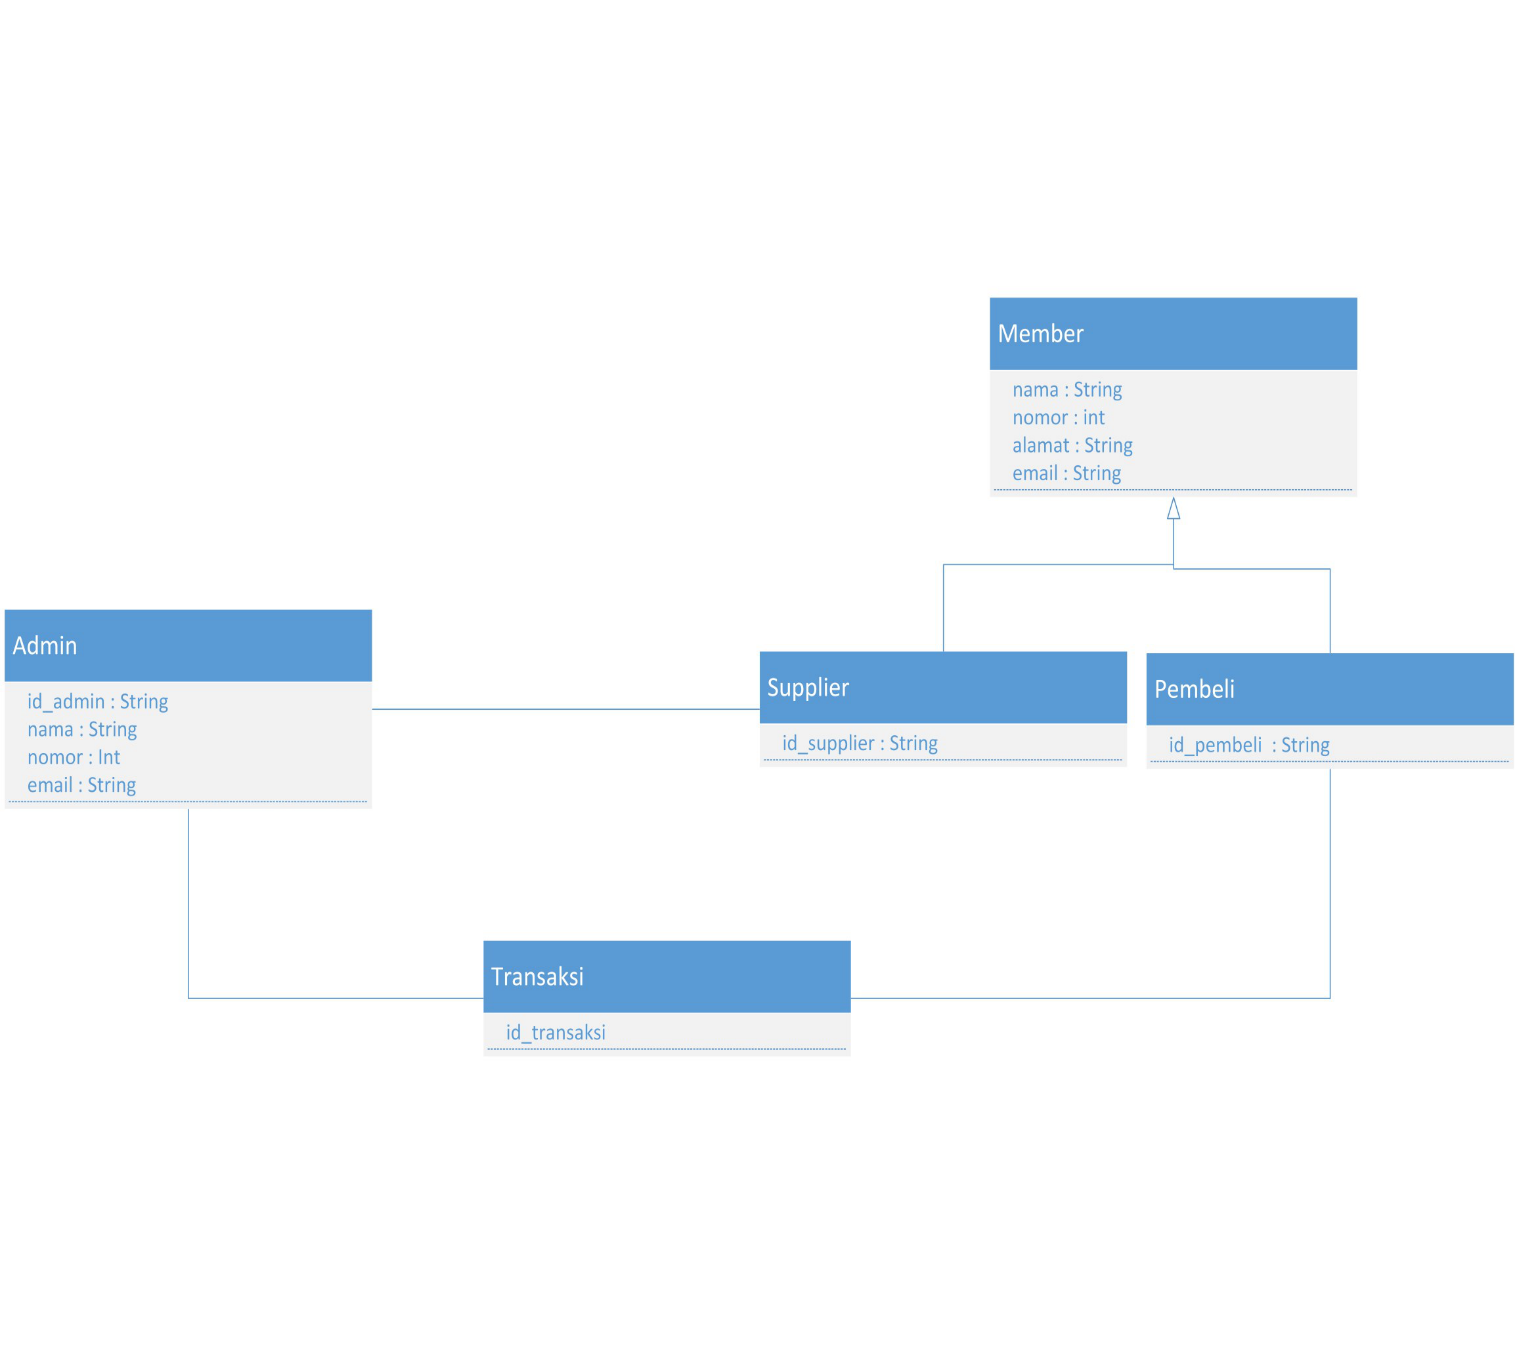 Member
nama : String
nomor : int
alamat : String
email : String
Admin
id_admin : String
nama : String
nomor : Int
email : String
Supplier
id_supplier : String
Pembeli
id_pembeli  : String
Transaksi
id_transaksi